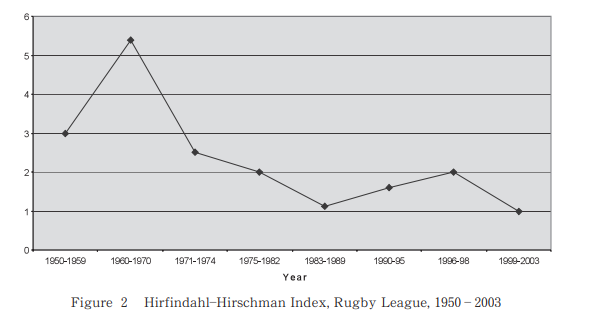 6
5
4
3
2
1
0
1950-1959 1960-1970 1971-1974 1975-1982 1983-1989 1990-95 1996-98 1999-2003
Year
Figure 2 Hirfindahl-Hirschman Index, Rugby League, 1950-2003